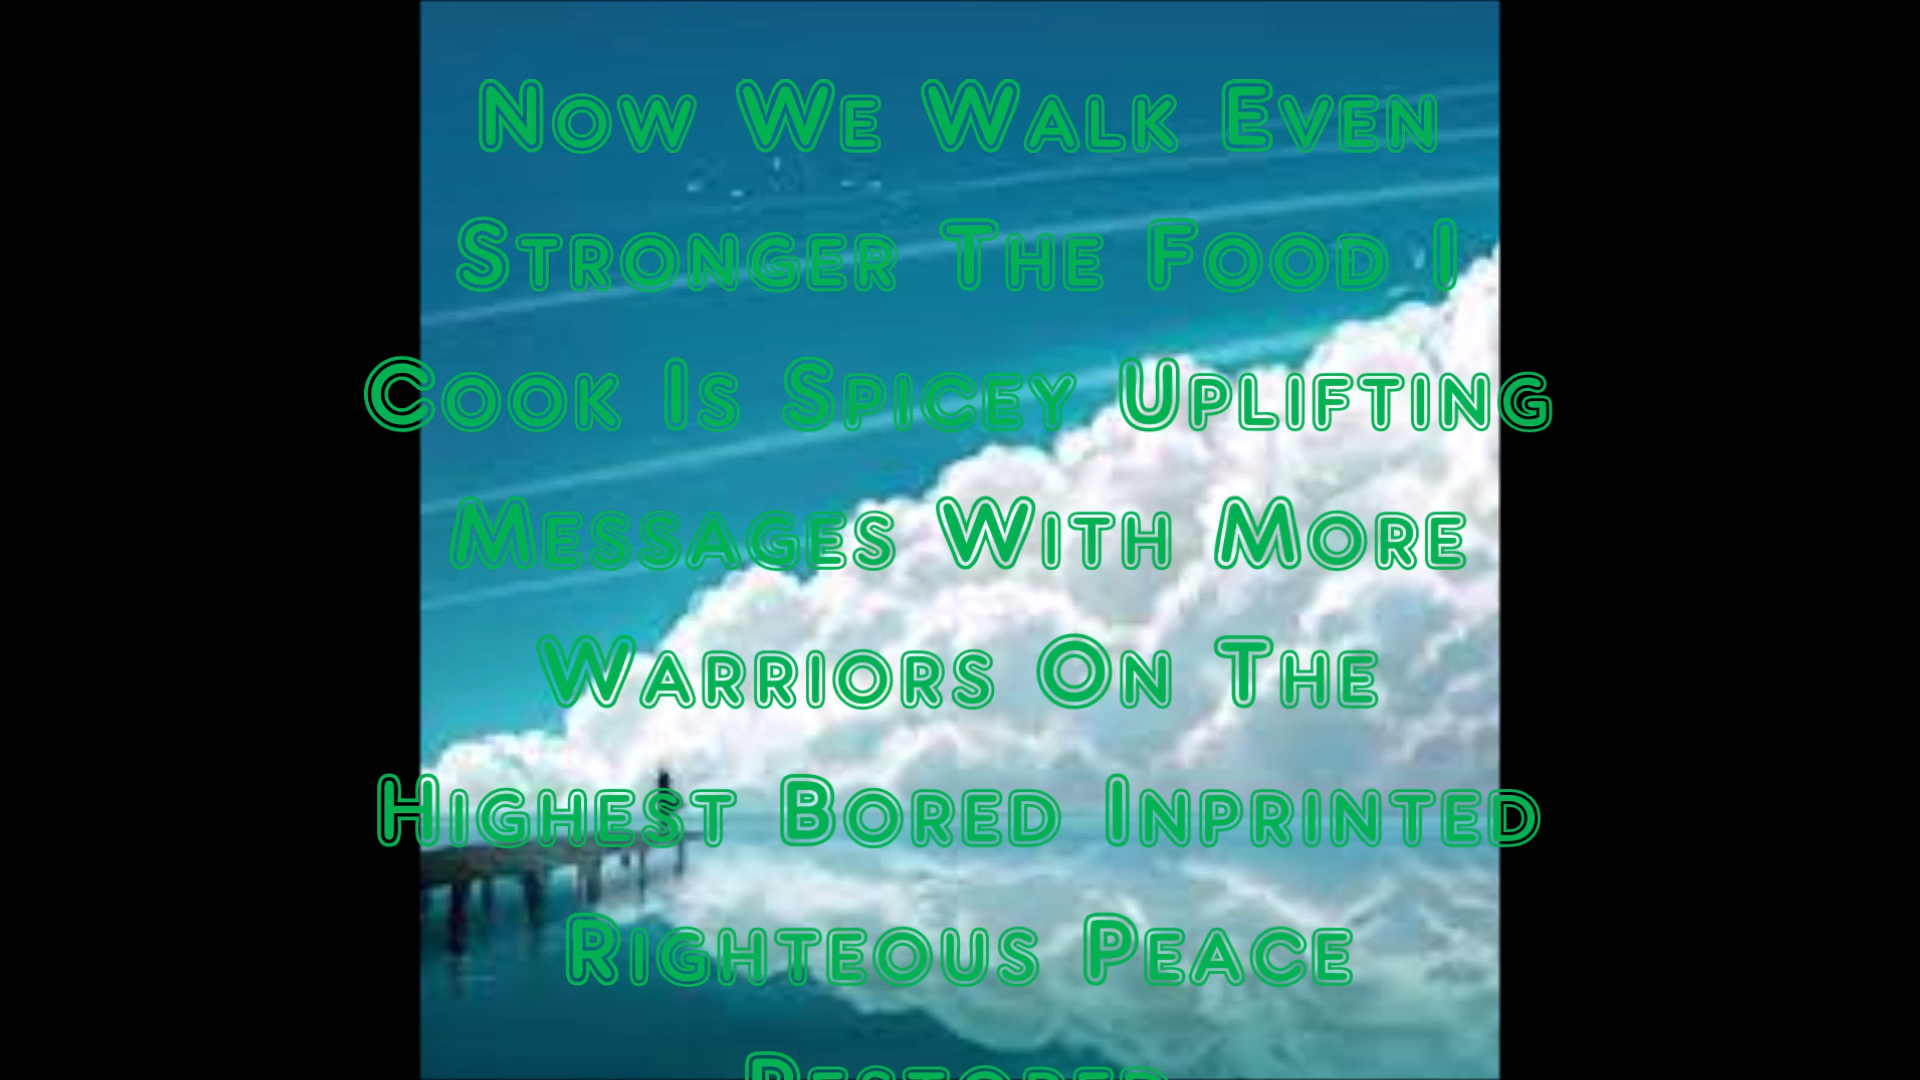 Now We Walk Even
Stronger The Food I
Cook Is Spicey Uplifting
Messages With More
Warriors On The
Highest Bored Inprinted
Righteous Peace
Restored